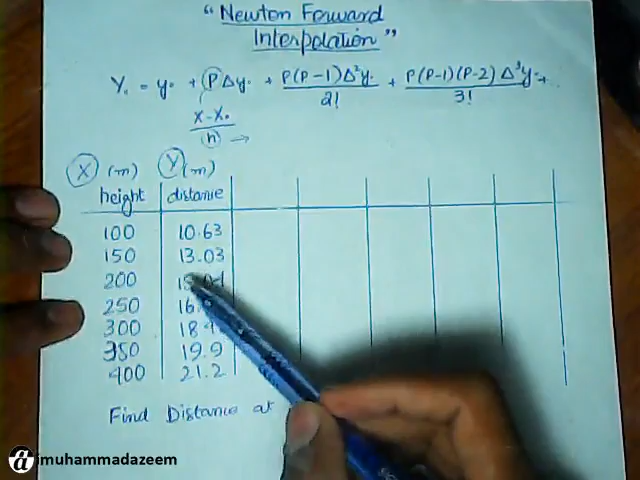 "Newton Forward
Interpolation"
Yₙ = y₀ + PΔy₀ + P(P-1)Δ²y₀ / 2! + P(P-1)(P-2)Δ³y₀ / 3! +
X-X₀ / (h) →
X (m) Y (m)
height distance
100 10.63
150 13.03
200
250
300
350 19.9
400 21.2
Find Distance at
imuhammadazeem